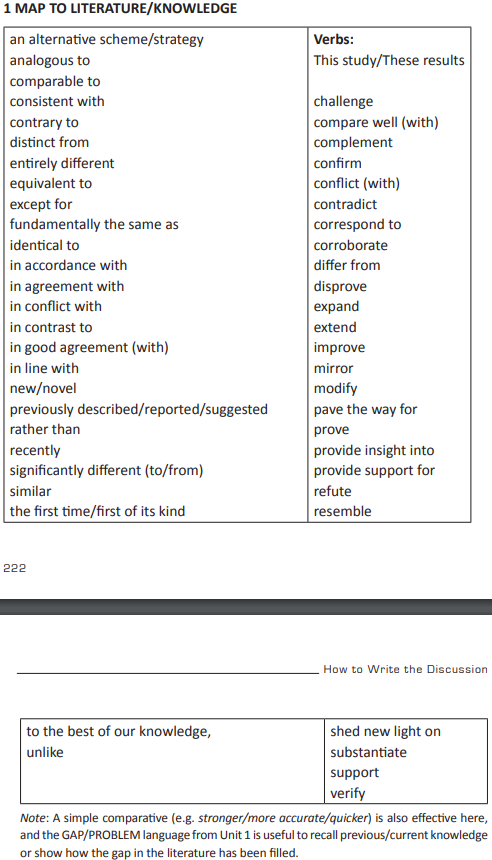 1 MAP TO LITERATURE/KNOWLEDGE
an alternative scheme/strategy
analogous to
comparable to
consistent with
contrary to
distinct from
entirely different
equivalent to
except for
fundamentally the same as
identical to
in accordance with
in agreement with
in conflict with
in contrast to
in good agreement (with)
in line with
new/novel
previously described/reported/suggested
rather than
recently
significantly different (to/from)
similar
the first time/first of its kind
Verbs:
This study/These results
challenge
compare well (with)
complement
confirm
conflict (with)
contradict
correspond to
corroborate
differ from
disprove
expand
extend
improve
mirror
modify
pave the way for
prove
provide insight into
provide support for
refute
resemble
222
How to Write the Discussion
to the best of our knowledge,
unlike
shed new light on
substantiate
support
verify
Note: A simple comparative (e.g. stronger/more accurate/quicker) is also effective here,
and the GAP/PROBLEM language from Unit 1 is useful to recall previous/current knowledge
or show how the gap in the literature has been filled.